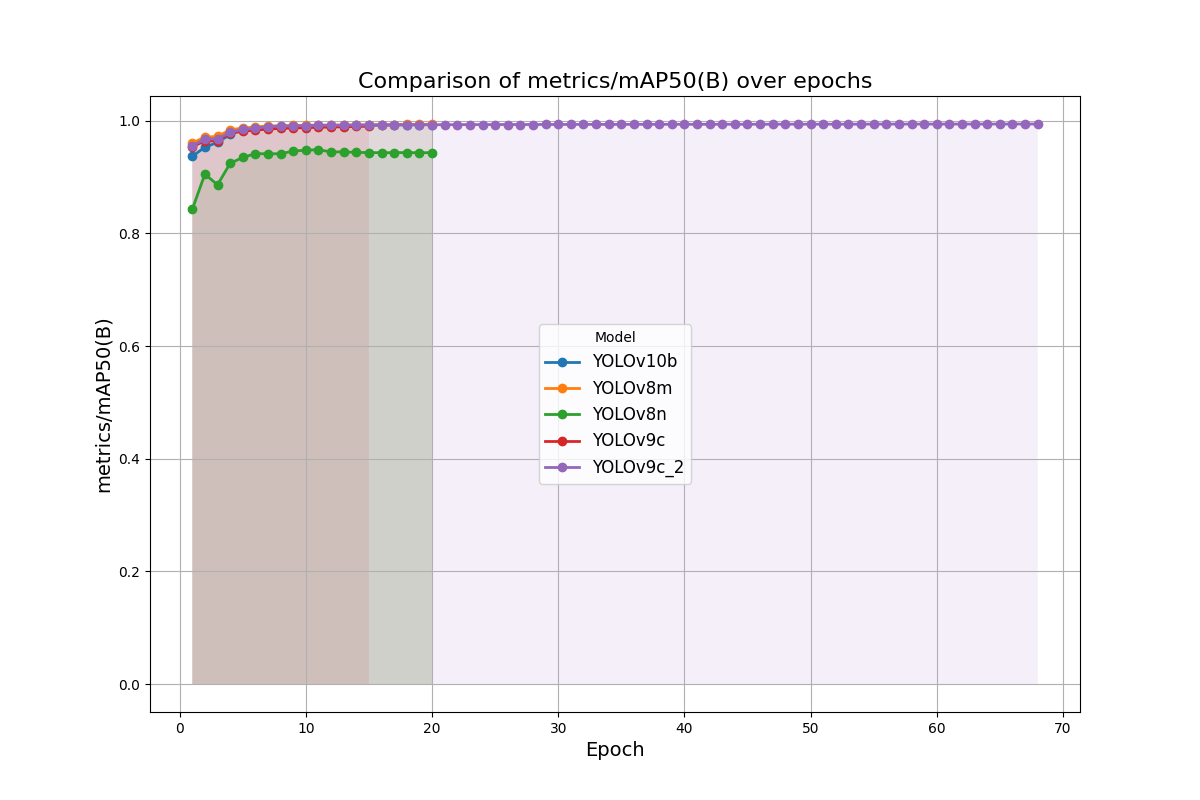 Comparison of metrics/mAP50(B) over epochs
metrics/mAP50(B)
1.0
0.8
0.6
0.4
0.2
0.0
Model
YOLOv10b
YOLOv8m
YOLOv8n
YOLOv9c
YOLOv9c_2
0 10 20 30 40 50 60 70
Epoch